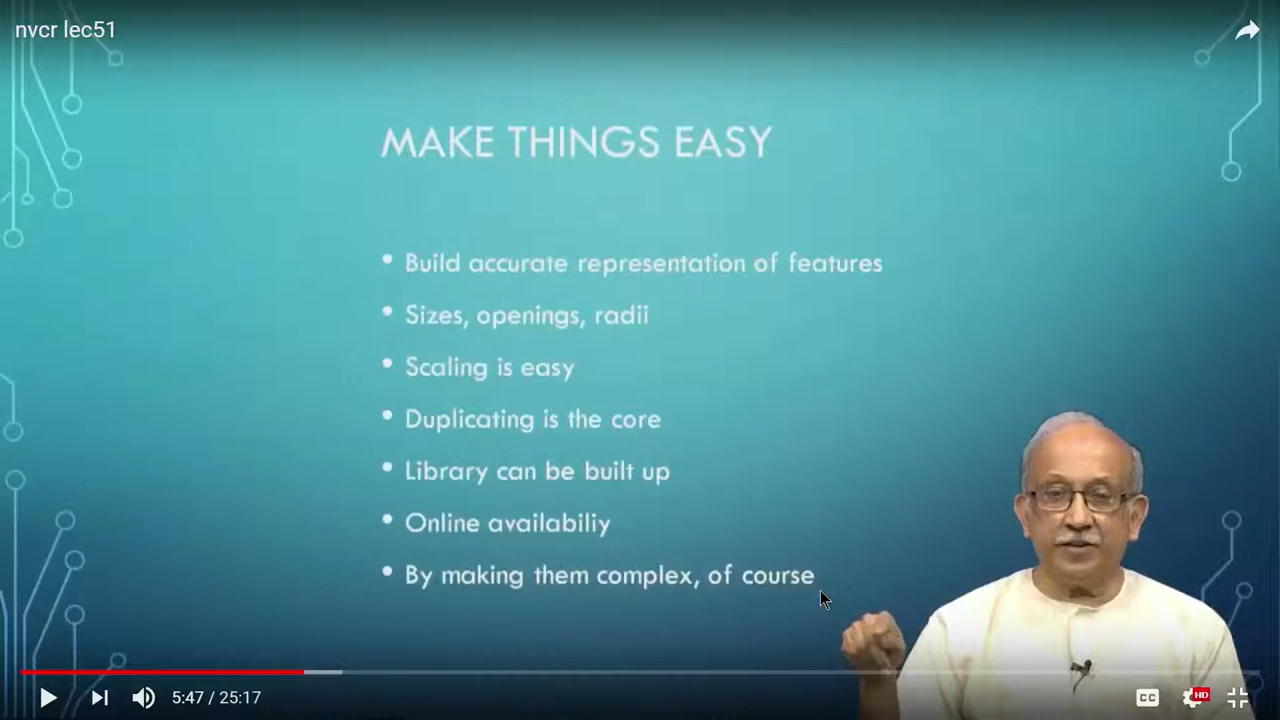 nvcr lec51
MAKE THINGS EASY
• Build accurate representation of features
• Sizes, openings, radii
• Scaling is easy
• Duplicating is the core
• Library can be built up
• Online availabiliy
• By making them complex, of course
5:47 / 25:17
CC
HD